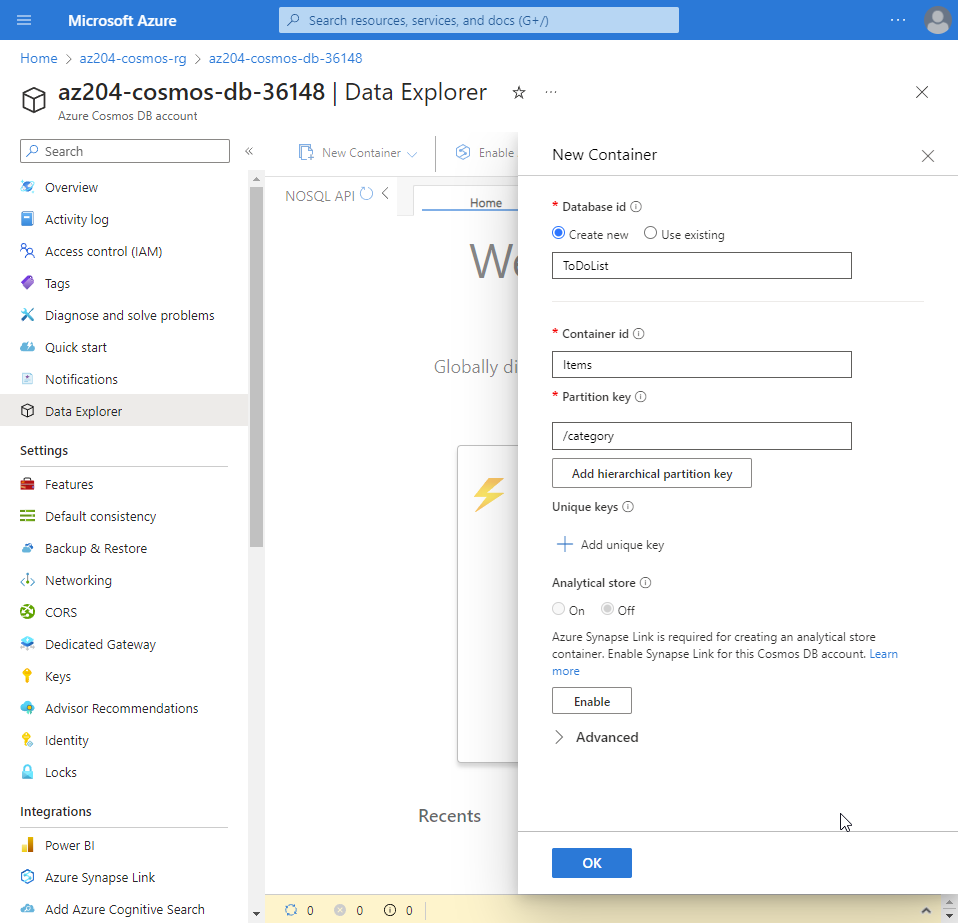 Microsoft Azure
Search resources, services, and docs (G+/)
Home > az204-cosmos-rg > az204-cosmos-db-36148
az204-cosmos-db-36148 | Data Explorer
Azure Cosmos DB account
Search
Overview
Activity log
Access control (IAM)
Tags
Diagnose and solve problems
Quick start
Notifications
Data Explorer
Settings
Features
Default consistency
Backup & Restore
Networking
CORS
Dedicated Gateway
Keys
Advisor Recommendations
Identity
Locks
Integrations
Power BI
Azure Synapse Link
Add Azure Cognitive Search
New Container
Enable
NOSQL API
Home
We
Globally di
Recents
0 0 0
New Container
* Database id
Create new Use existing
ToDoList
* Container id
Items
* Partition key
/category
Add hierarchical partition key
Unique keys
Add unique key
Analytical store
On Off
Azure Synapse Link is required for creating an analytical store
container. Enable Synapse Link for this Cosmos DB account. Learn
more
Enable
Advanced
OK